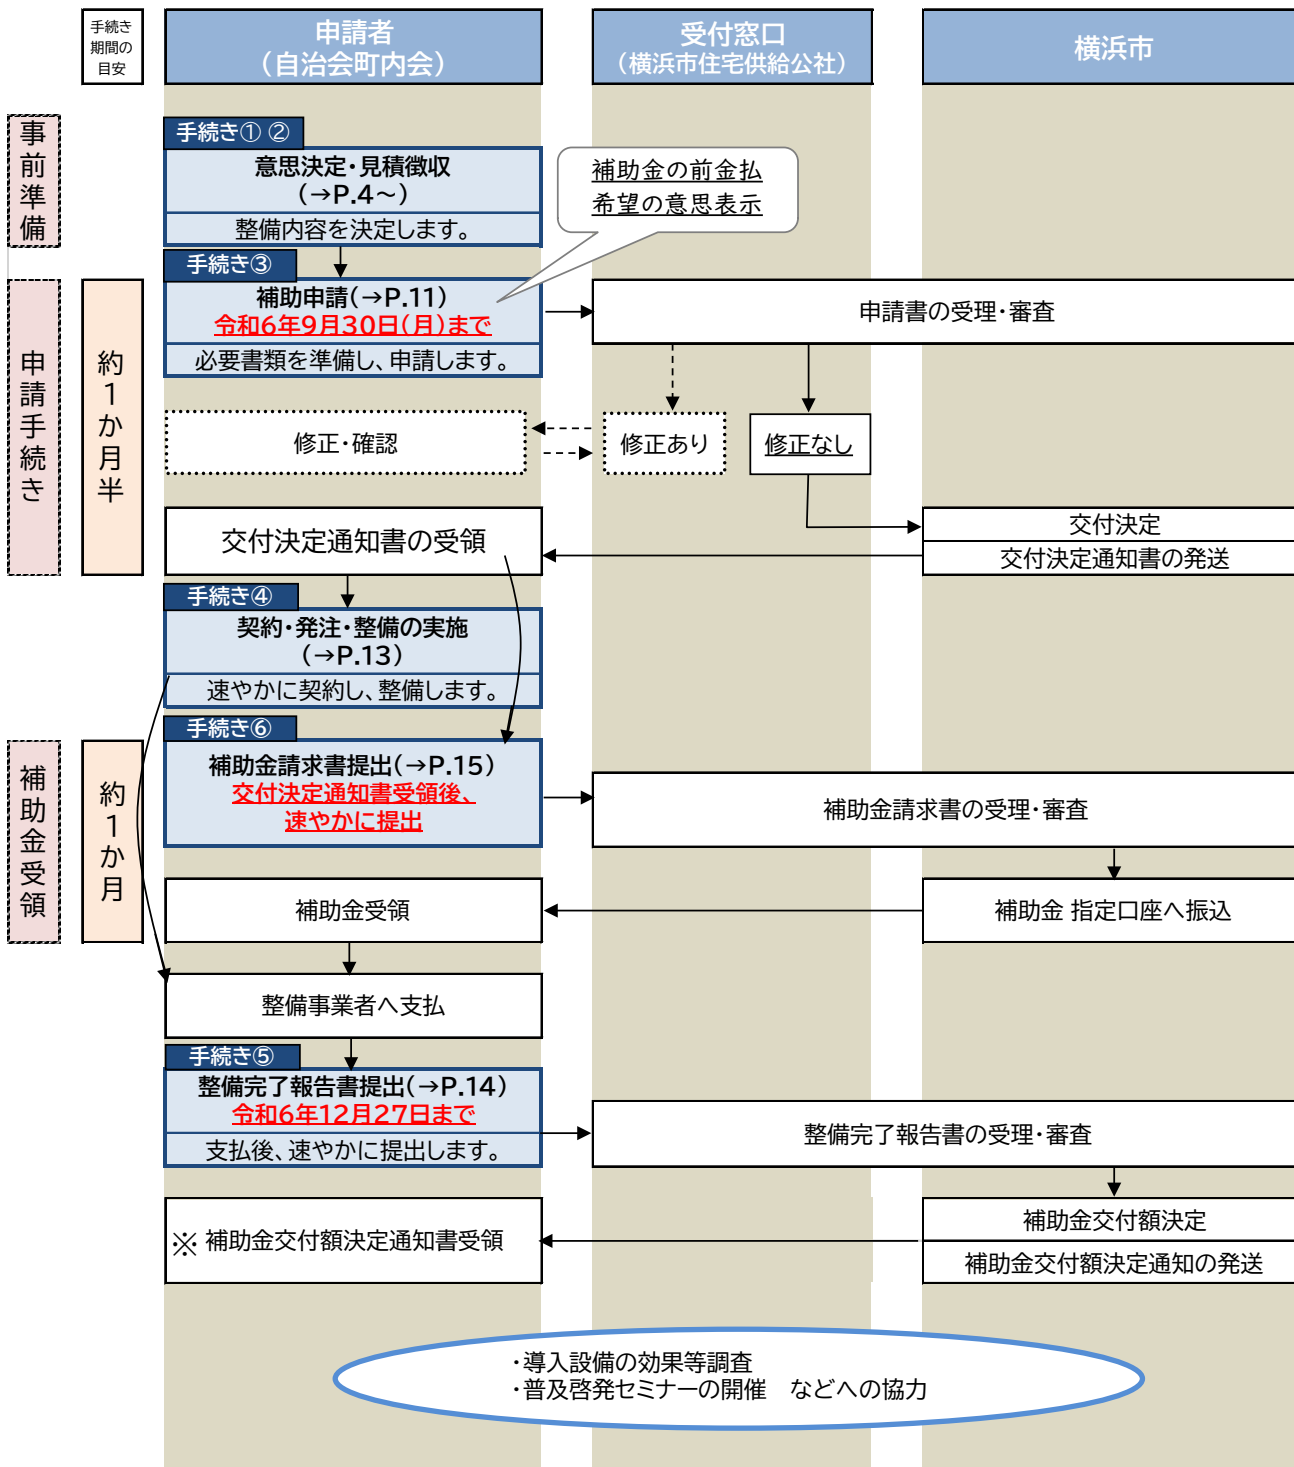 手続き
期間の
目安
申請者
（自治会町内会）
受付窓口
（横浜市住宅供給公社）
横浜市
事前準備
手続き① ②
意思決定・見積徴収
（→P.4～）
整備内容を決定します。
補助金の前金払
希望の意思表示
申請手続き
約１か月半
手続き③
補助申請（→P.11）
令和6年9月30日（月）まで
必要書類を準備し、申請します。
申請書の受理・審査
修正・確認
修正あり
修正なし
交付決定通知書の受領
交付決定
交付決定通知書の発送
手続き④
契約・発注・整備の実施
（→P.13）
速やかに契約し、整備します。
補助金受領
約１か月
手続き⑥
補助金請求書提出（→P.15）
交付決定通知書受領後、
速やかに提出
補助金請求書の受理・審査
補助金受領
補助金 指定口座へ振込
整備事業者へ支払
手続き⑤
整備完了報告書提出（→P.14）
令和6年12月27日まで
支払後、速やかに提出します。
整備完了報告書の受理・審査
※ 補助金交付額決定通知書受領
補助金交付額決定
補助金交付額決定通知の発送
・導入設備の効果等調査
・普及啓発セミナーの開催　などへの協力